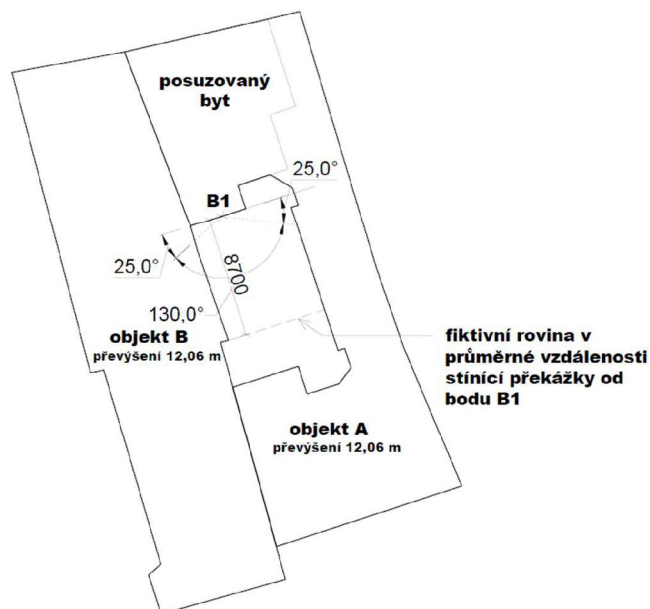 posuzovaný
byt
25,0°
B1
25,0°
8700
130,0°
objekt B
převýšení 12,06 m
fiktivní rovina v
průměrné vzdálenosti
stínící překážky od
bodu B1
objekt A
převýšení 12,06 m